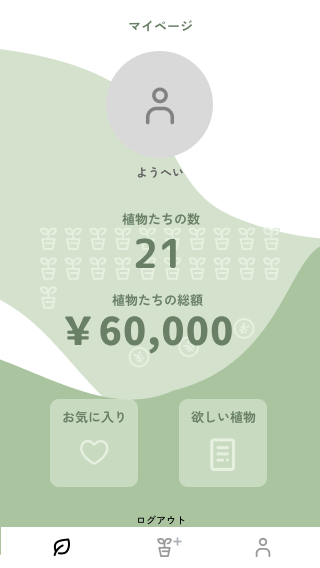 マイページ
ようへい
植物たちの数
21
植物たちの総額
¥60,000
お気に入り
欲しい植物
ログアウト